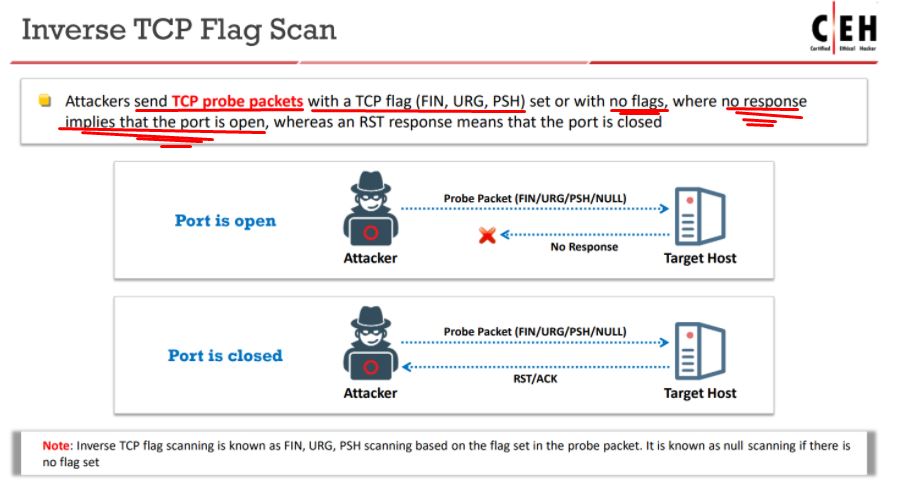 Inverse TCP Flag Scan
C|EH
Certified Ethical Hacker
Attackers send TCP probe packets with a TCP flag (FIN, URG, PSH) set or with no flags, where no response
implies that the port is open, whereas an RST response means that the port is closed
Port is open
Probe Packet (FIN/URG/PSH/NULL)
No Response
Attacker
Target Host
Port is closed
Probe Packet (FIN/URG/PSH/NULL)
RST/ACK
Attacker
Target Host
Note: Inverse TCP flag scanning is known as FIN, URG, PSH scanning based on the flag set in the probe packet. It is known as null scanning if there is
no flag set